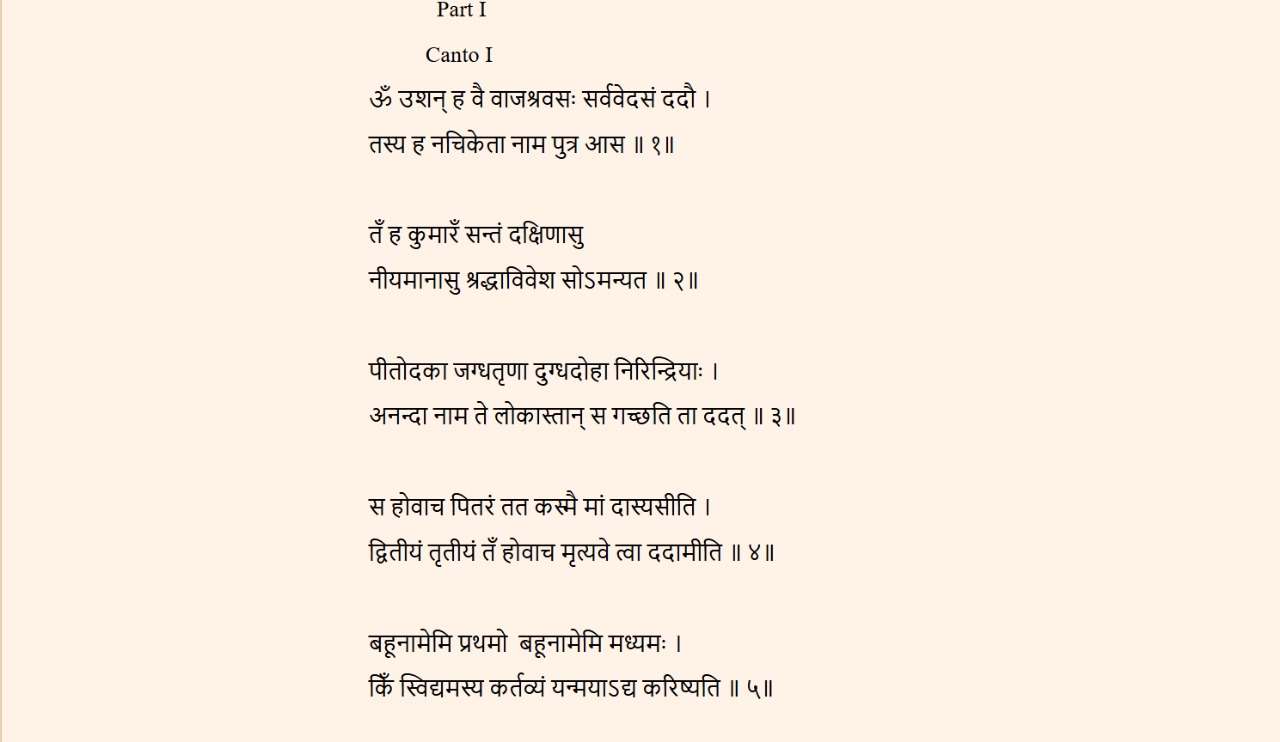 Part I
Canto I
ॐ उशन् ह वै वाजश्रवसः सर्ववेदसं ददौ ।
तस्य ह नचिकेता नाम पुत्र आस ॥ १॥
तँ ह कुमारँ सन्तं दक्षिणासु
नीयमानासु श्रद्धाविवेश सोऽमन्यत ॥ २॥
पीतोदका जग्धतृणा दुग्धदोहा निरिन्द्रियाः ।
अनन्दा नाम ते लोकास्तान् स गच्छति ता ददत् ॥ ३॥
स होवाच पितरं तत कस्मै मां दास्यसीति ।
द्वितीयं तृतीयं तँ होवाच मृत्यवे त्वा ददामीति ॥ ४॥
बहूनामेमि प्रथमो बहूनामेमि मध्यमः ।
किँ स्विद्यमस्य कर्तव्यं यन्मयाऽद्य करिष्यति ॥ ५॥